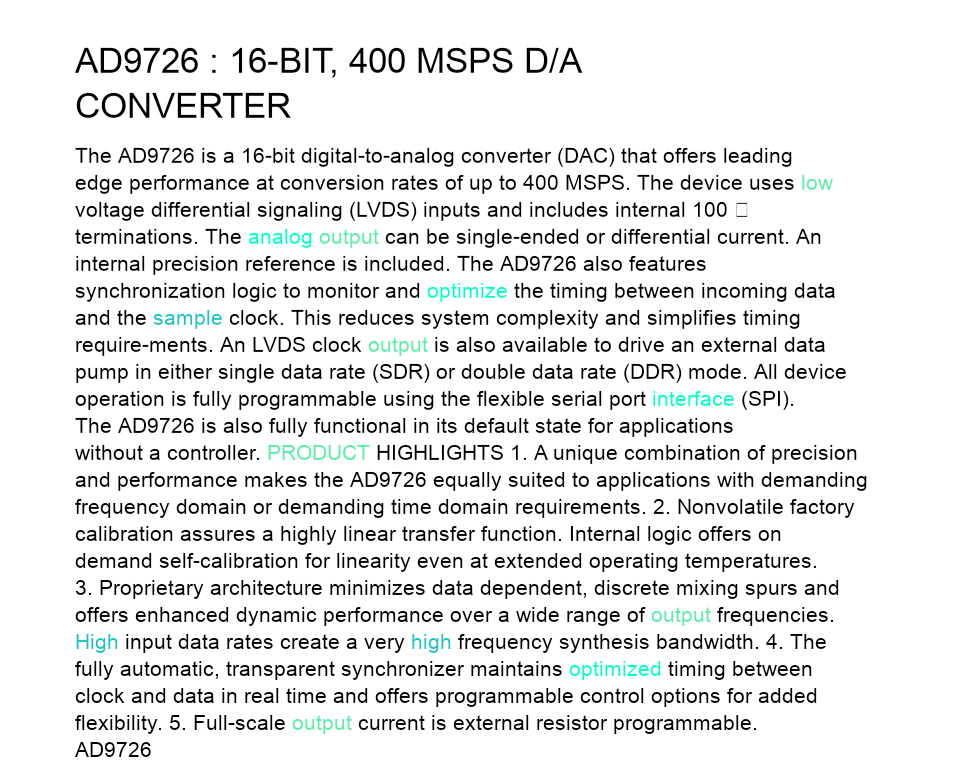 AD9726 : 16-BIT, 400 MSPS D/A
CONVERTER
The AD9726 is a 16-bit digital-to-analog converter (DAC) that offers leading
edge performance at conversion rates of up to 400 MSPS. The device uses low
voltage differential signaling (LVDS) inputs and includes internal 100 □
terminations. The analog output can be single-ended or differential current. An
internal precision reference is included. The AD9726 also features
synchronization logic to monitor and optimize the timing between incoming data
and the sample clock. This reduces system complexity and simplifies timing
require-ments. An LVDS clock output is also available to drive an external data
pump in either single data rate (SDR) or double data rate (DDR) mode. All device
operation is fully programmable using the flexible serial port interface (SPI).
The AD9726 is also fully functional in its default state for applications
without a controller. PRODUCT HIGHLIGHTS 1. A unique combination of precision
and performance makes the AD9726 equally suited to applications with demanding
frequency domain or demanding time domain requirements. 2. Nonvolatile factory
calibration assures a highly linear transfer function. Internal logic offers on
demand self-calibration for linearity even at extended operating temperatures.
3. Proprietary architecture minimizes data dependent, discrete mixing spurs and
offers enhanced dynamic performance over a wide range of output frequencies.
High input data rates create a very high frequency synthesis bandwidth. 4. The
fully automatic, transparent synchronizer maintains optimized timing between
clock and data in real time and offers programmable control options for added
flexibility. 5. Full-scale output current is external resistor programmable.
AD9726